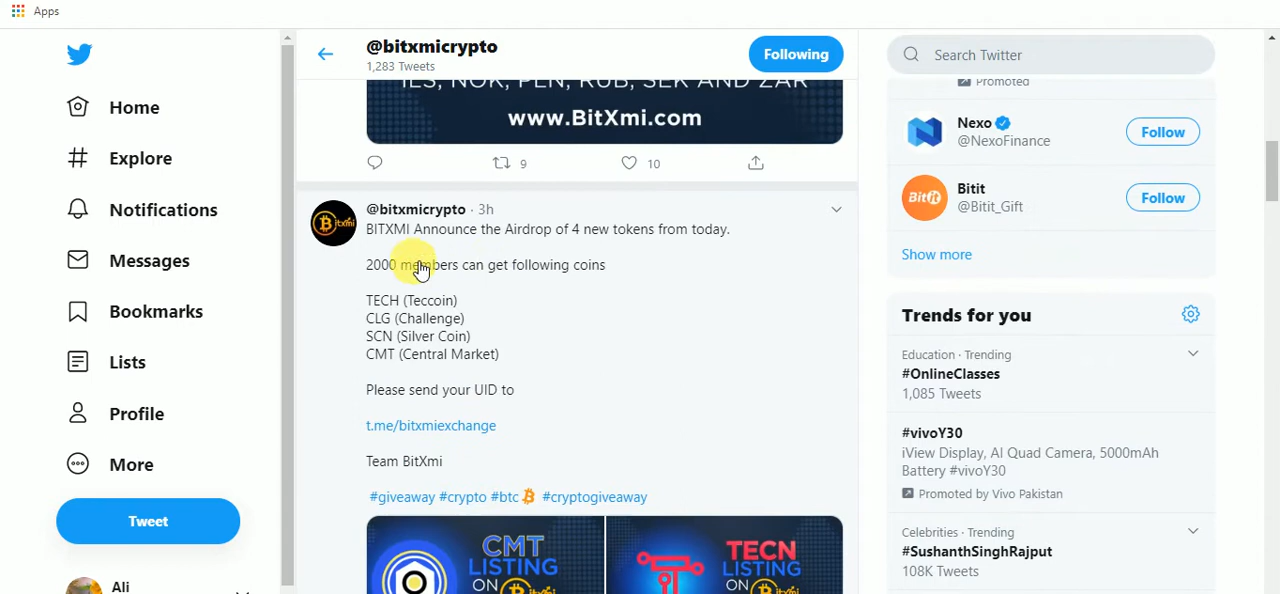 Apps
Home
Explore
Notifications
Messages
Bookmarks
Lists
Profile
More
Tweet
Ali
@bitxmicrypto
1,283 Tweets
Following
ILS, NOK, PLN, RUB, SEK AND ZAR
www.BitXmi.com
9
10
@bitxmicrypto · 3h
BITXMI Announce the Airdrop of 4 new tokens from today.
2000 members can get following coins
TECH (Teccoin)
CLG (Challenge)
SCN (Silver Coin)
CMT (Central Market)
Please send your UID to
t.me/bitxmiexchange
Team BitXmi
#giveaway #crypto #btc #cryptogiveaway
CMT
LISTING
ON
TECN
LISTING
ON
Search Twitter
Promoted
Nexo
@NexoFinance
Follow
Bitit
@Bitit_Gift
Follow
Show more
Trends for you
Education · Trending
#OnlineClasses
1,085 Tweets
#vivoY30
iView Display, AI Quad Camera, 5000mAh
Battery #vivoY30
Promoted by Vivo Pakistan
Celebrities · Trending
#SushanthSinghRajput
108K Tweets